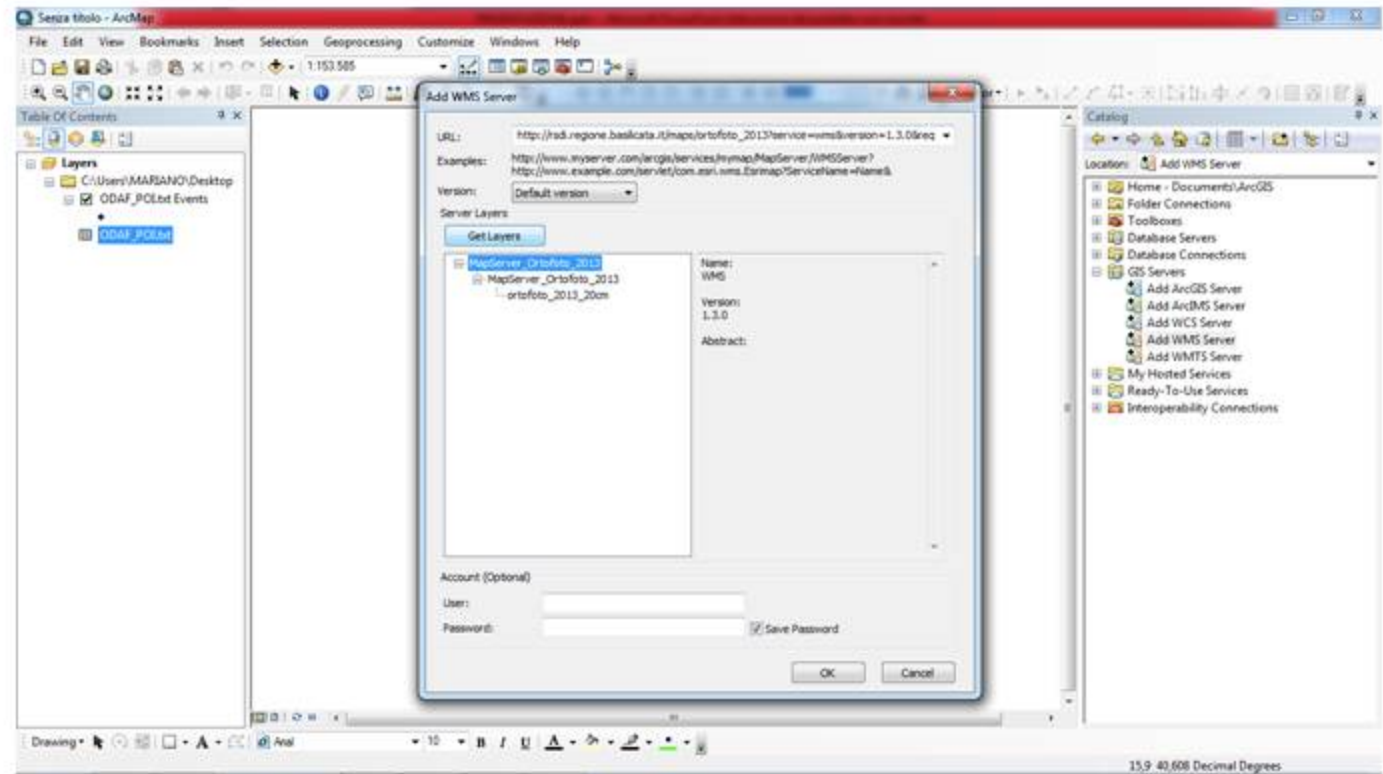 Senza titolo - ArcMap
File Edit View Bookmarks Insert Selection Geoprocessing Customize Windows Help
1:153.585
Table Of Contents
Layers
C:\Users\MARIANO\Desktop
ODAF_POI.txt Events
ODAF_POI.txt
Add WMS Server
URL: http://rsdi.regione.basilicata.it/maps/ortofoto_2013?service=wms&version=1.3.0&req
Examples: http://www.myserver.com/arcgis/services/mymap/MapServer/WMSServer?
http://www.example.com/servlet/com.esri.wms.Esrimap?ServiceName=Name&
Version: Default version
Server Layers
Get Layers
MapServer_Ortofoto_2013
MapServer_Ortofoto_2013
ortofoto_2013_20cm
Name:
WMS
Version:
1.3.0
Abstract:
Account (Optional)
User:
Password:
Save Password
OK Cancel
Catalog
Location: Add WMS Server
Home - Documents\ArcGIS
Folder Connections
Toolboxes
Database Servers
Database Connections
GIS Servers
Add ArcGIS Server
Add ArcIMS Server
Add WCS Server
Add WMS Server
Add WMTS Server
My Hosted Services
Ready-To-Use Services
Interoperability Connections
Drawing A Arial 10 B I U A
15,9 40,608 Decimal Degrees